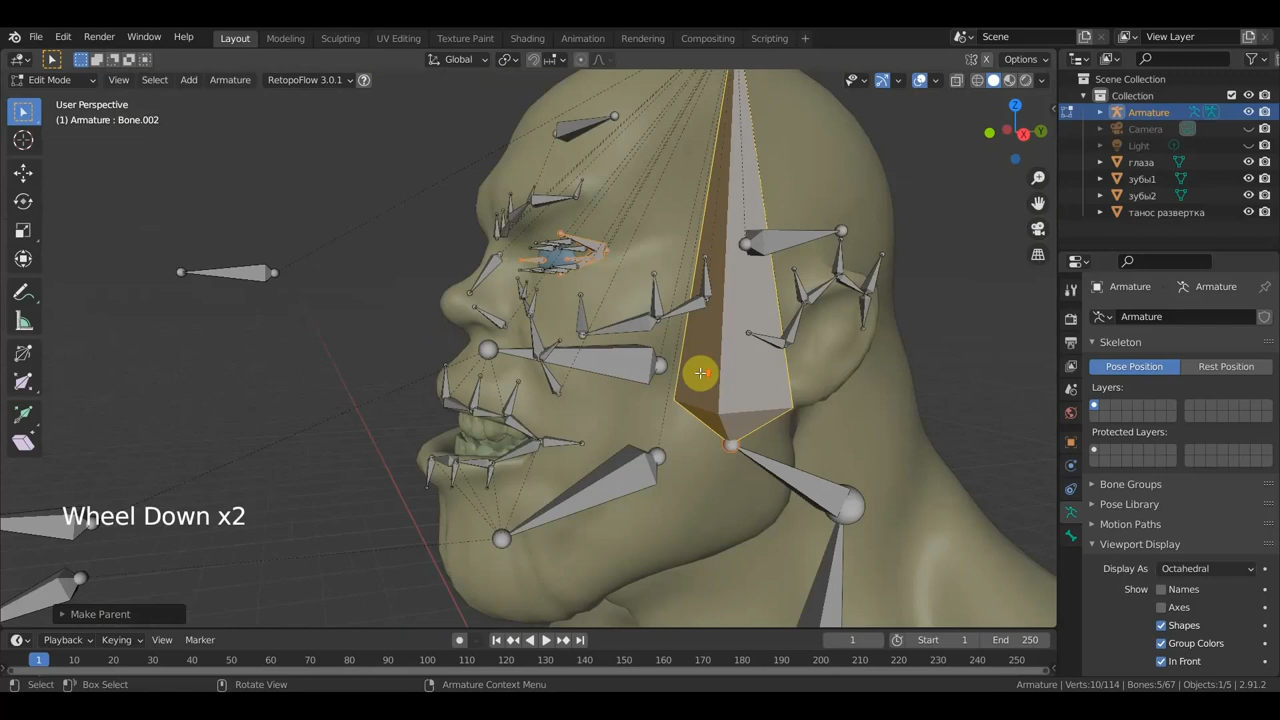 File Edit Render Window Help Layout Modeling Sculpting UV Editing Texture Paint Shading Animation Rendering Compositing Scripting + Scene View Layer
Global Options
Edit Mode View Select Add Armature RetopoFlow 3.0.1
User Perspective
(1) Armature : Bone.002
Z
Y
X
Wheel Down x2
Make Parent
Scene Collection
Collection
Armature
Camera
Light
глаза
зубы1
зубы2
танос развертка
Armature Armature
Armature
Skeleton
Pose Position Rest Position
Layers:
Protected Layers:
Bone Groups
Pose Library
Motion Paths
Viewport Display
Display As Octahedral
Show Names
Axes
Shapes
Group Colors
In Front
Playback Keying View Marker 1 Start 1 End 250
1 10 20 30 40 50 60 70 80 90 100 110 120 130 140 150 160 170 180 190 200 210 220 230 240 250
Select Box Select Rotate View Armature Context Menu Armature | Verts:10/114 | Bones:5/67 | Objects:1/5 | 2.91.2